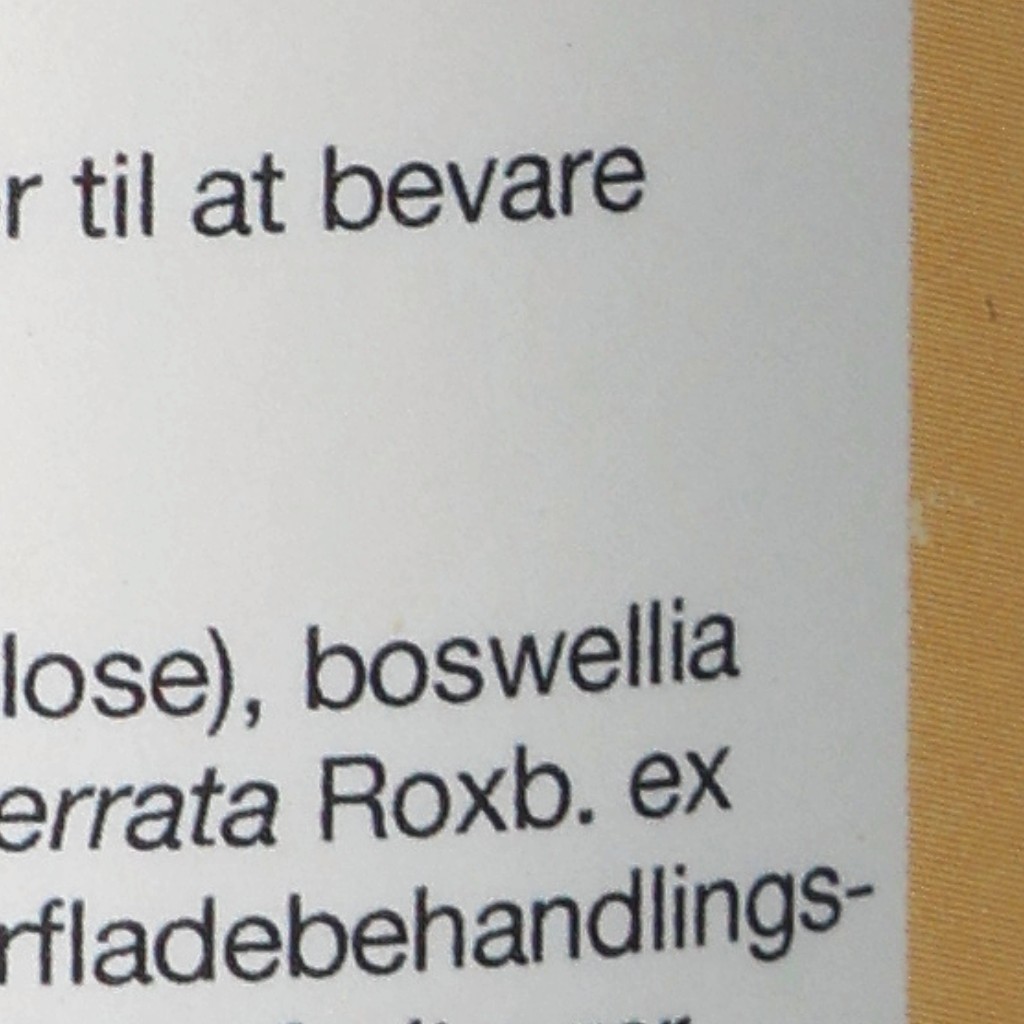 r til at bevare
lose), boswellia
errata Roxb. ex
rfladebehandlings-